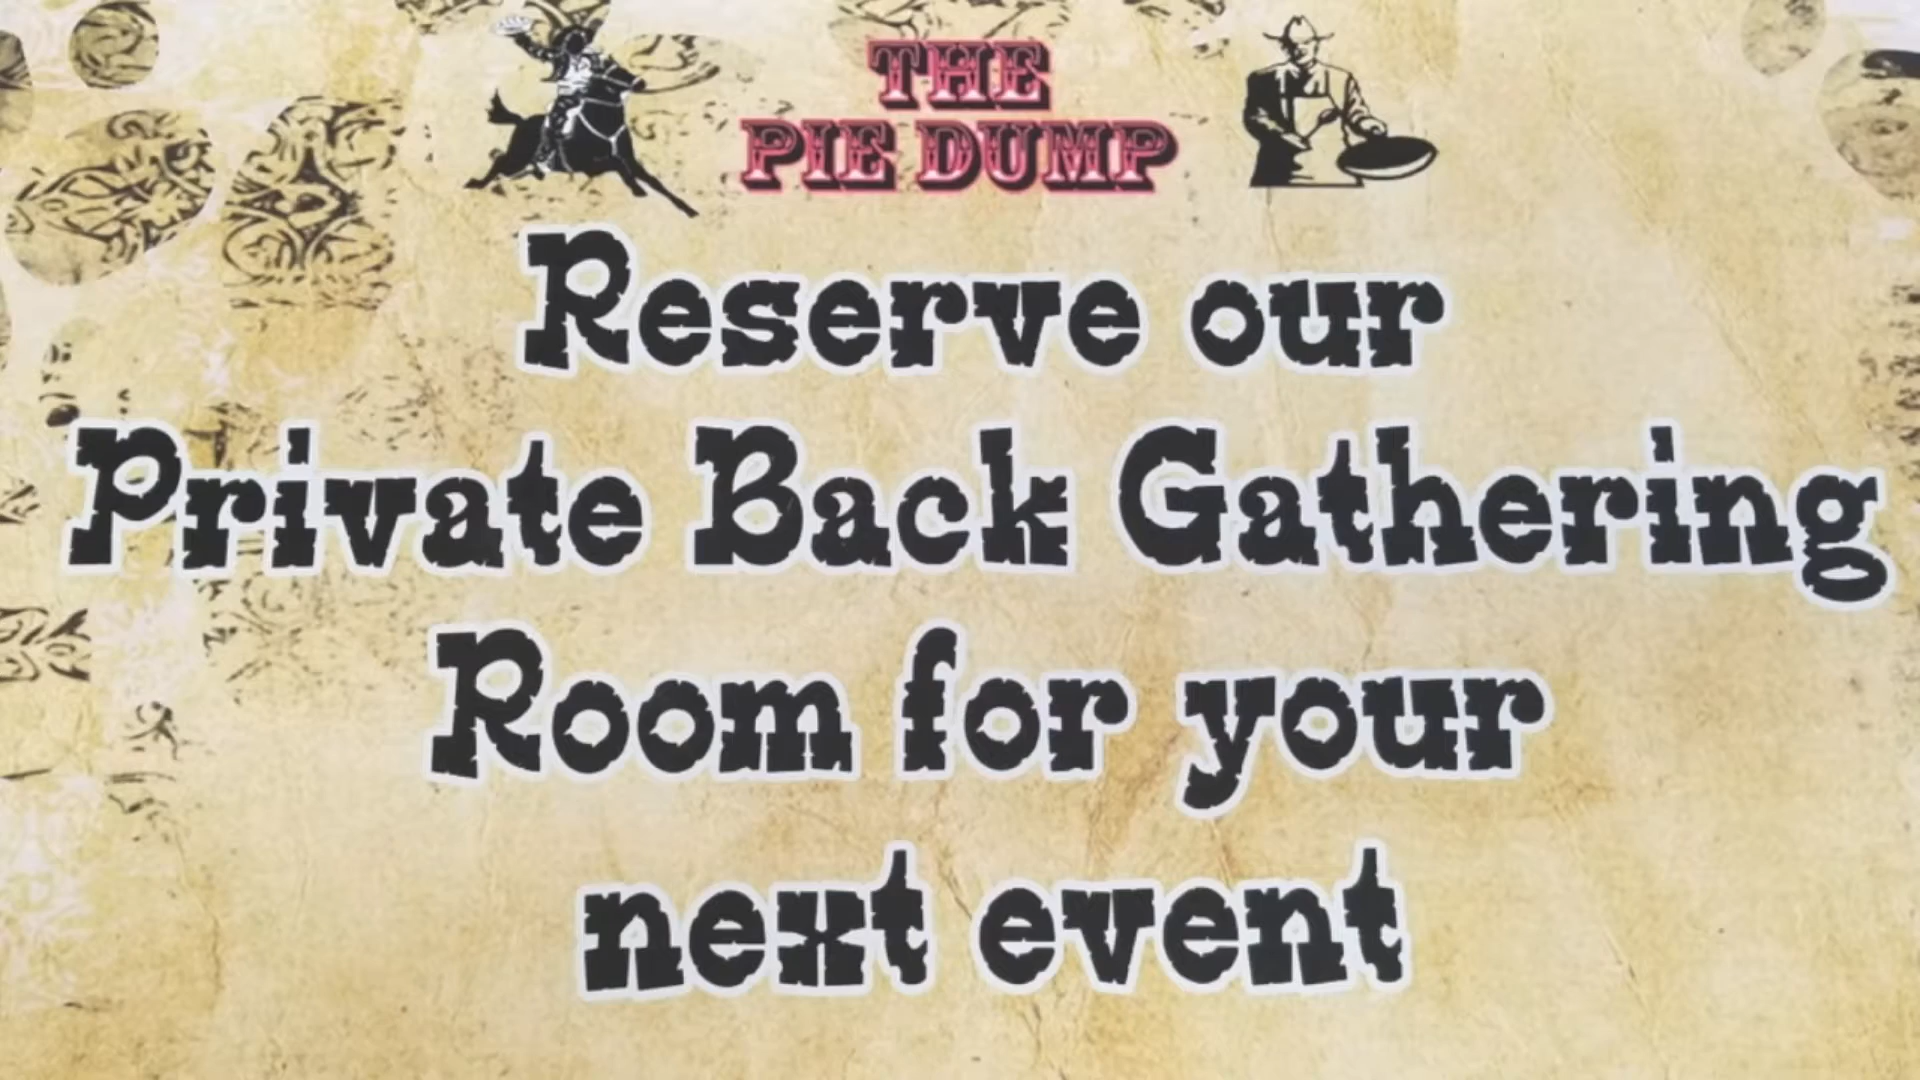 THE
PIE DUMP
Reserve our
Private Back Gathering
Room for your
next event